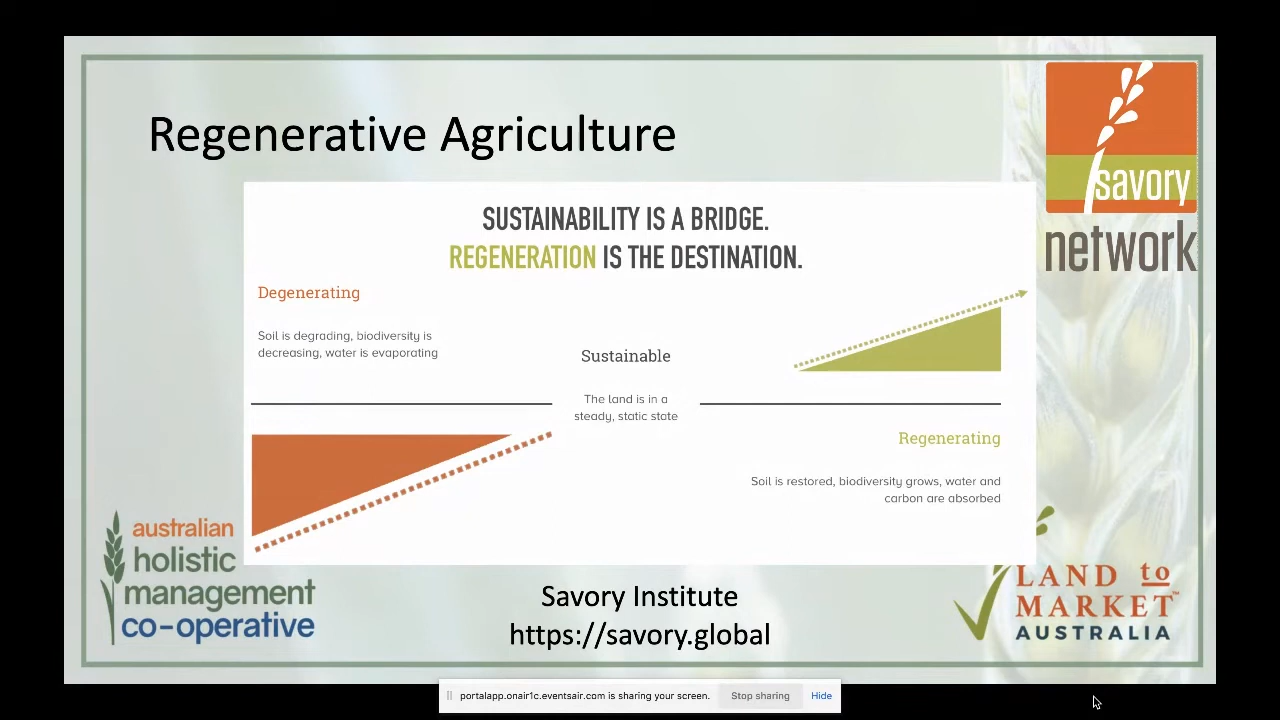 Regenerative Agriculture
savory
network
SUSTAINABILITY IS A BRIDGE.
REGENERATION IS THE DESTINATION.
Degenerating
Soil is degrading, biodiversity is
decreasing, water is evaporating
Sustainable
The land is in a
steady, static state
Regenerating
Soil is restored, biodiversity grows, water and
carbon are absorbed
australian
holistic
management
co-operative
Savory Institute
https://savory.global
LAND to
MARKET™
AUSTRALIA
portalapp.onair1c.eventsair.com is sharing your screen.
Stop sharing
Hide